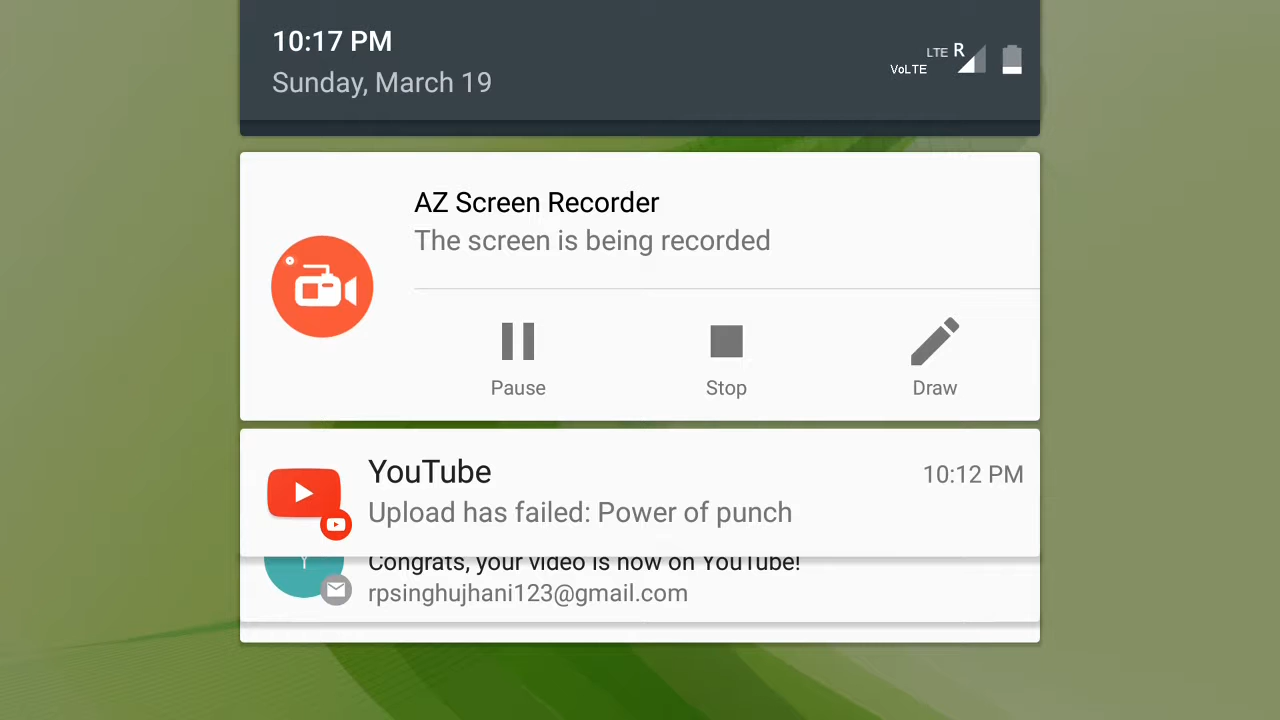 10:17 PM
LTE R
VoLTE
Sunday, March 19
AZ Screen Recorder
The screen is being recorded
Pause
Stop
Draw
YouTube
10:12 PM
Upload has failed: Power of punch
Congrats, your video is now on YouTube!
rpsinghujhani123@gmail.com